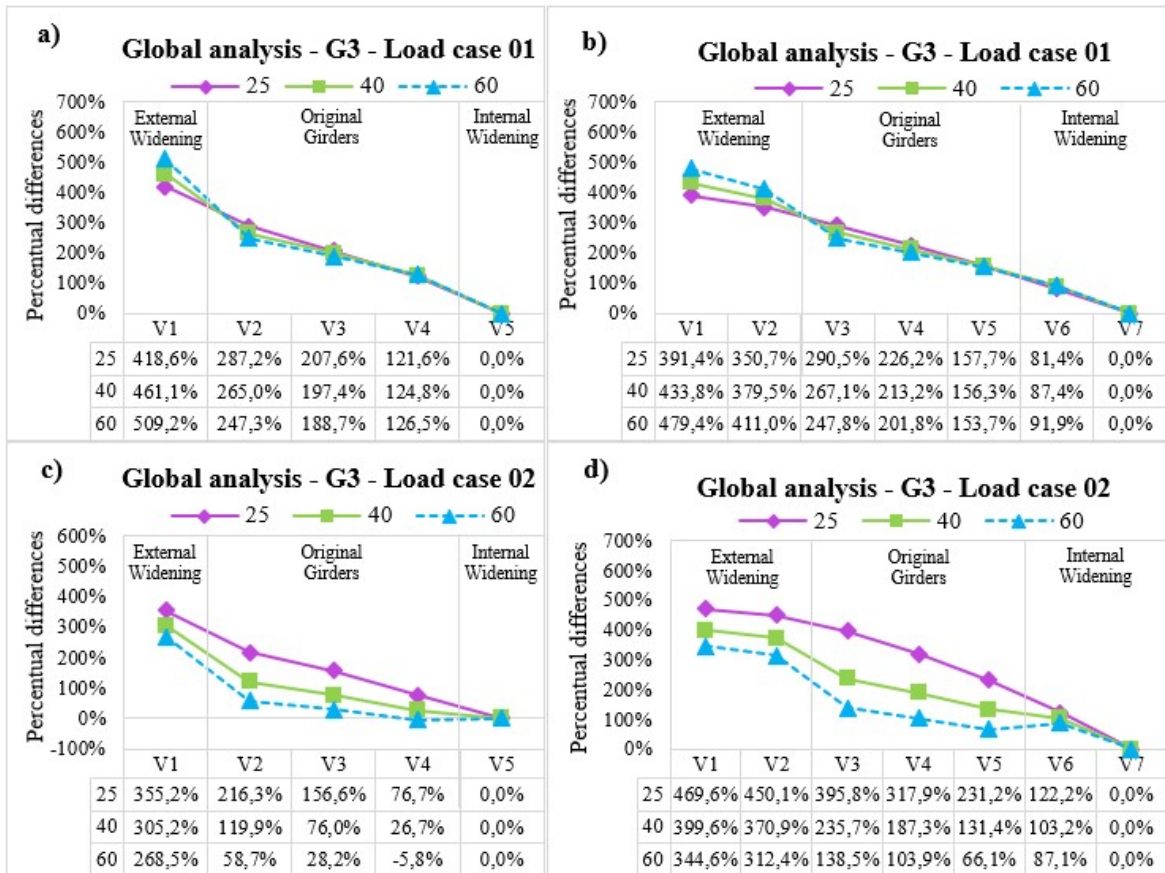 a)
Global analysis - G3 - Load case 01
25 40 60
700%
600%
500%
400%
300%
200%
100%
0%
Percentual differences
External Widening
Original Girders
Internal Widening
V1 V2 V3 V4 V5
25 418,6% 287,2% 207,6% 121,6% 0,0%
40 461,1% 265,0% 197,4% 124,8% 0,0%
60 509,2% 247,3% 188,7% 126,5% 0,0%
b)
Global analysis - G3 - Load case 01
25 40 60
700%
600%
500%
400%
300%
200%
100%
0%
Percentual differences
External Widening
Original Girders
Internal Widening
V1 V2 V3 V4 V5 V6 V7
25 391,4% 350,7% 290,5% 226,2% 157,7% 81,4% 0,0%
40 433,8% 379,5% 267,1% 213,2% 156,3% 87,4% 0,0%
60 479,4% 411,0% 247,8% 201,8% 153,7% 91,9% 0,0%
c)
Global analysis - G3 - Load case 02
25 40 60
600%
500%
400%
300%
200%
100%
0%
-100%
Percentual differences
External Widening
Original Girders
Internal Widening
V1 V2 V3 V4 V5
25 355,2% 216,3% 156,6% 76,7% 0,0%
40 305,2% 119,9% 76,0% 26,7% 0,0%
60 268,5% 58,7% 28,2% -5,8% 0,0%
d)
Global analysis - G3 - Load case 02
25 40 60
700%
600%
500%
400%
300%
200%
100%
0%
Percentual differences
External Widening
Original Girders
Internal Widening
V1 V2 V3 V4 V5 V6 V7
25 469,6% 450,1% 395,8% 317,9% 231,2% 122,2% 0,0%
40 399,6% 370,9% 235,7% 187,3% 131,4% 103,2% 0,0%
60 344,6% 312,4% 138,5% 103,9% 66,1% 87,1% 0,0%